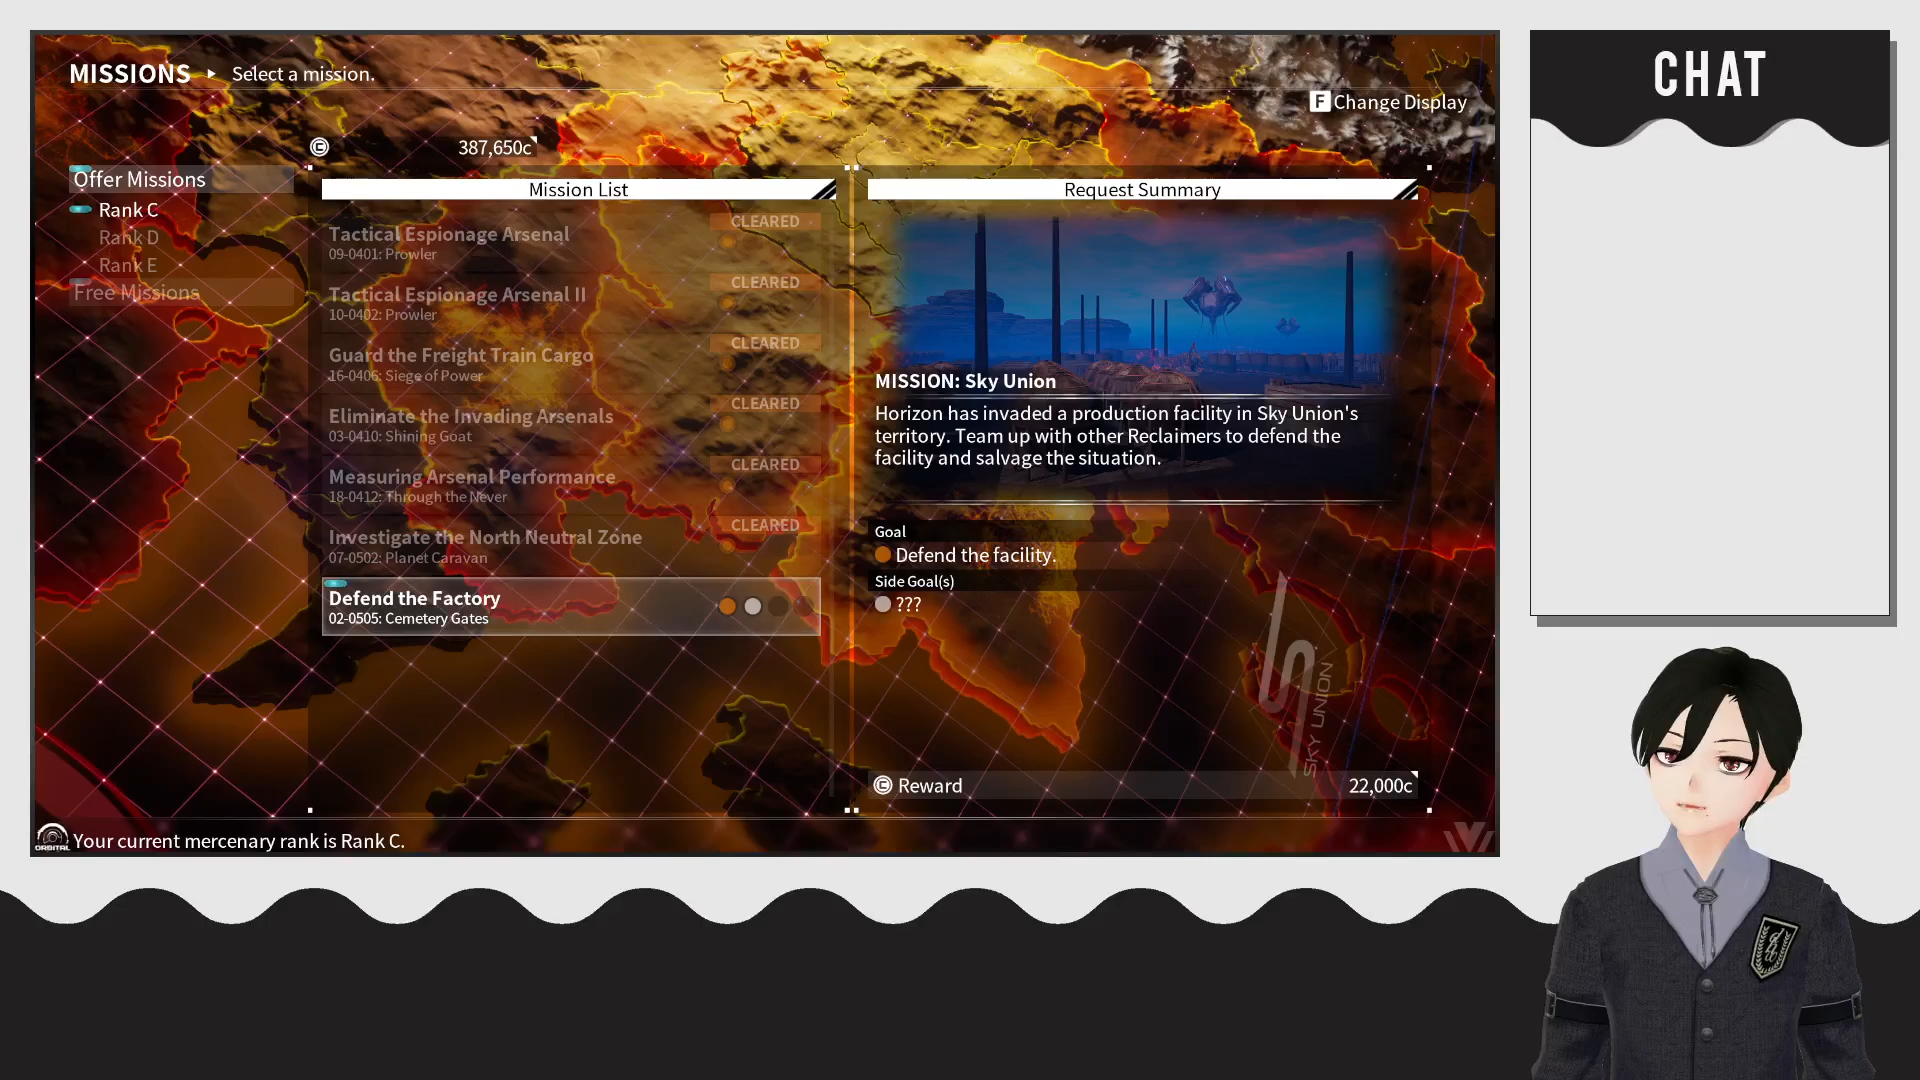 MISSIONS ▸ Select a mission.
F Change Display
387,650c
Offer Missions
Rank C
Rank D
Rank E
Free Missions
Mission List
Tactical Espionage Arsenal
09-0401: Prowler
CLEARED
Tactical Espionage Arsenal II
10-0402: Prowler
CLEARED
Guard the Freight Train Cargo
16-0406: Siege of Power
CLEARED
Eliminate the Invading Arsenals
03-0410: Shining Goat
CLEARED
Measuring Arsenal Performance
18-0412: Through the Never
CLEARED
Investigate the North Neutral Zone
07-0502: Planet Caravan
CLEARED
Defend the Factory
02-0505: Cemetery Gates
Request Summary
MISSION: Sky Union
Horizon has invaded a production facility in Sky Union's
territory. Team up with other Reclaimers to defend the
facility and salvage the situation.
Goal
Defend the facility.
Side Goal(s)
???
SKY UNION
Reward 22,000c
ORBITAL
Your current mercenary rank is Rank C.
CHAT